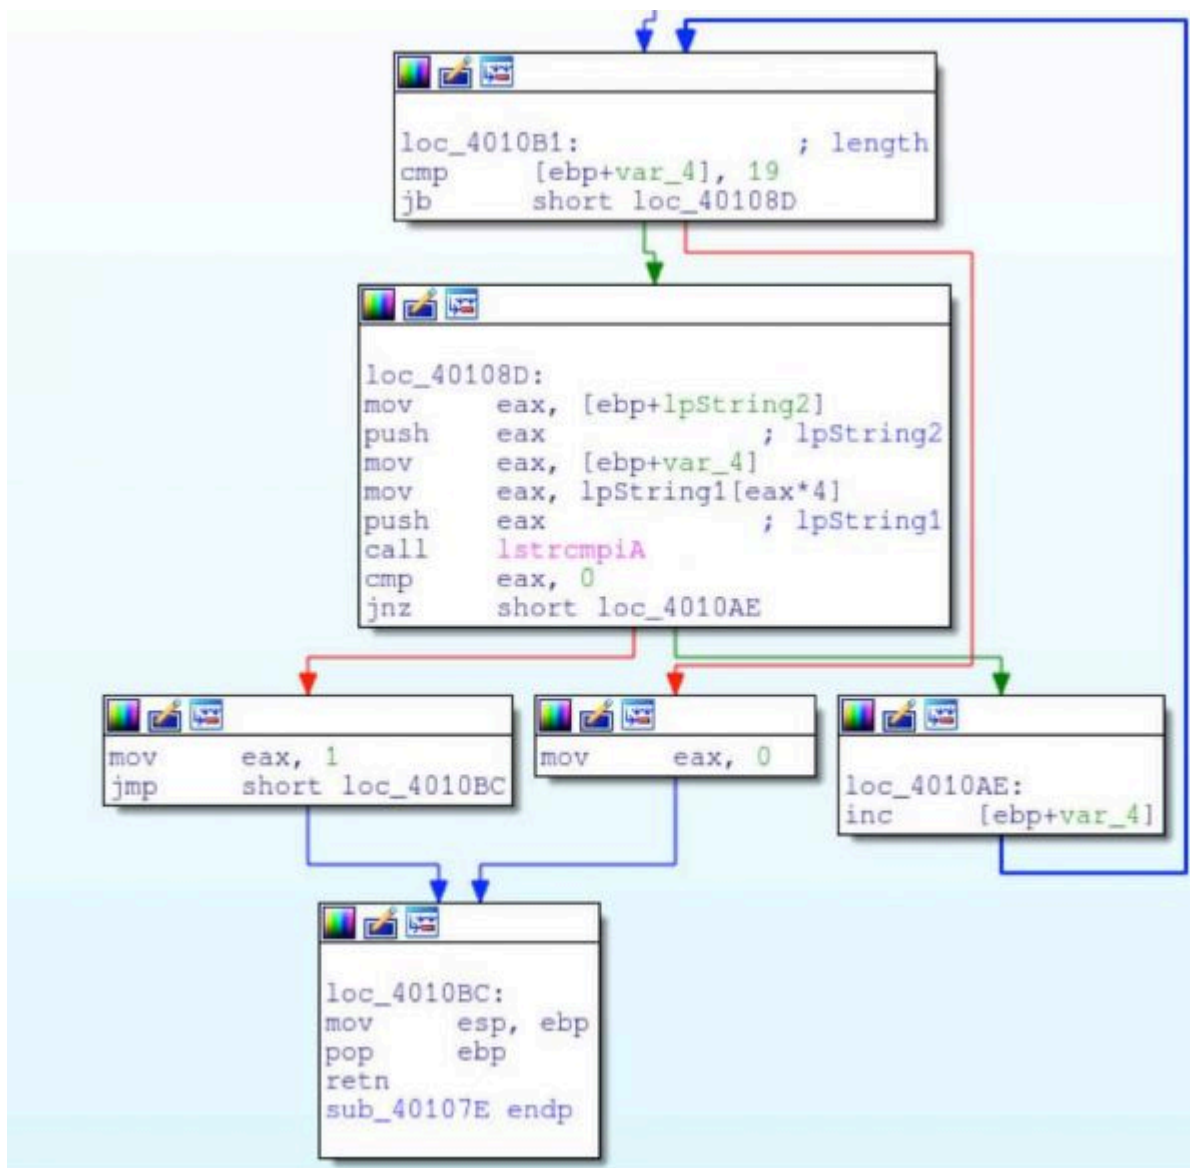 loc_4010B1: ; length
cmp [ebp+var_4], 19
jb short loc_40108D
loc_40108D:
mov eax, [ebp+lpString2]
push eax ; lpString2
mov eax, [ebp+var_4]
mov eax, lpString1[eax*4]
push eax ; lpString1
call lstrcmpiA
cmp eax, 0
jnz short loc_4010AE
mov eax, 1
jmp short loc_4010BC
mov eax, 0
loc_4010AE:
inc [ebp+var_4]
loc_4010BC:
mov esp, ebp
pop ebp
retn
sub_40107E endp